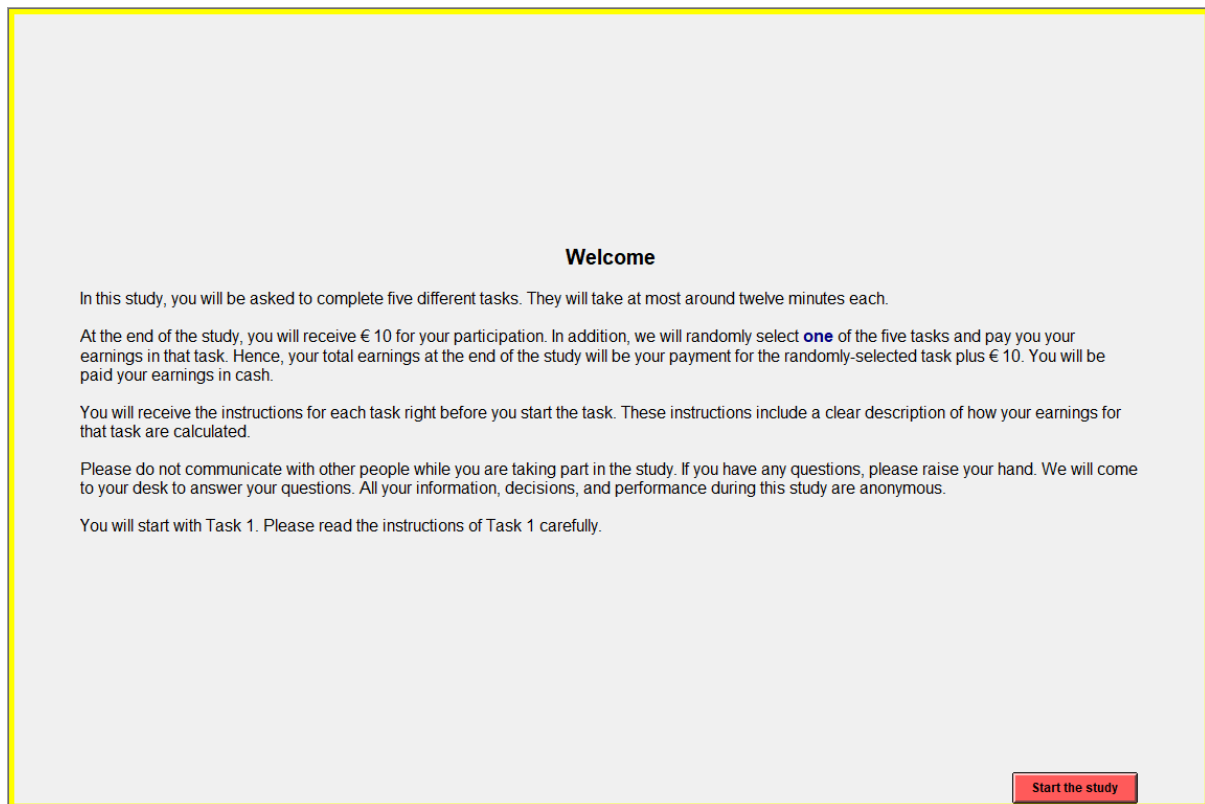 Welcome
In this study, you will be asked to complete five different tasks. They will take at most around twelve minutes each.
At the end of the study, you will receive € 10 for your participation. In addition, we will randomly select one of the five tasks and pay you your
earnings in that task. Hence, your total earnings at the end of the study will be your payment for the randomly-selected task plus € 10. You will be
paid your earnings in cash.
You will receive the instructions for each task right before you start the task. These instructions include a clear description of how your earnings for
that task are calculated.
Please do not communicate with other people while you are taking part in the study. If you have any questions, please raise your hand. We will come
to your desk to answer your questions. All your information, decisions, and performance during this study are anonymous.
You will start with Task 1. Please read the instructions of Task 1 carefully.
Start the study